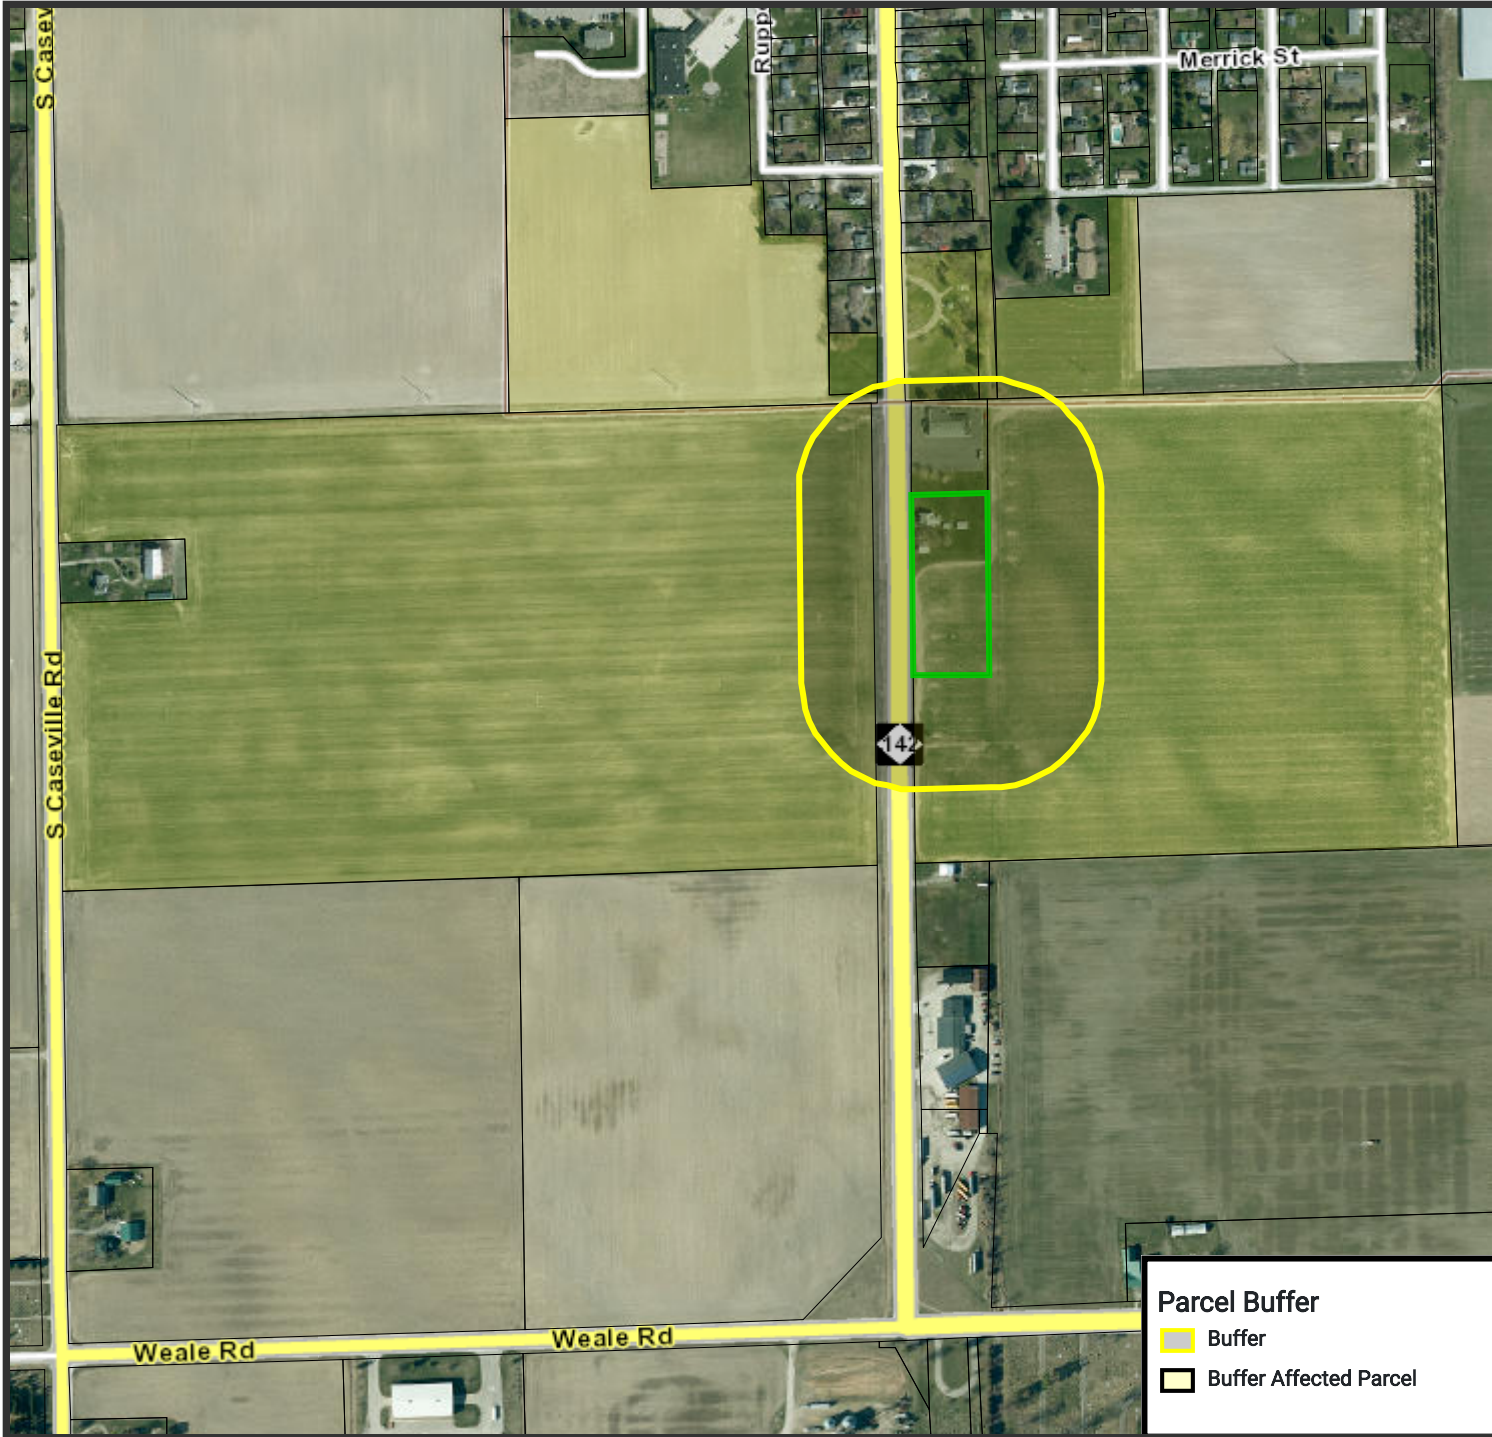 S Casev
Rupp
Merrick St
S Caseville Rd
142
Weale Rd
Weale Rd
Parcel Buffer
Buffer
Buffer Affected Parcel